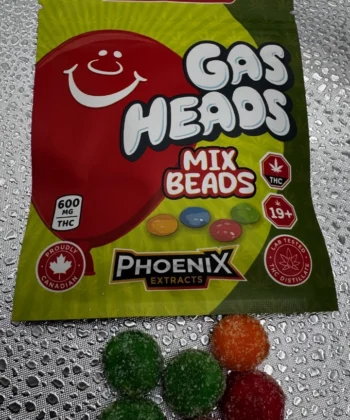 GAS
HEADS
MIX
BEADS
THC
600
MG
THC
19+
PROUDLY
CANADIAN
PHOENIX
EXTRACTS
LAB TESTED
THC DISTILLATE